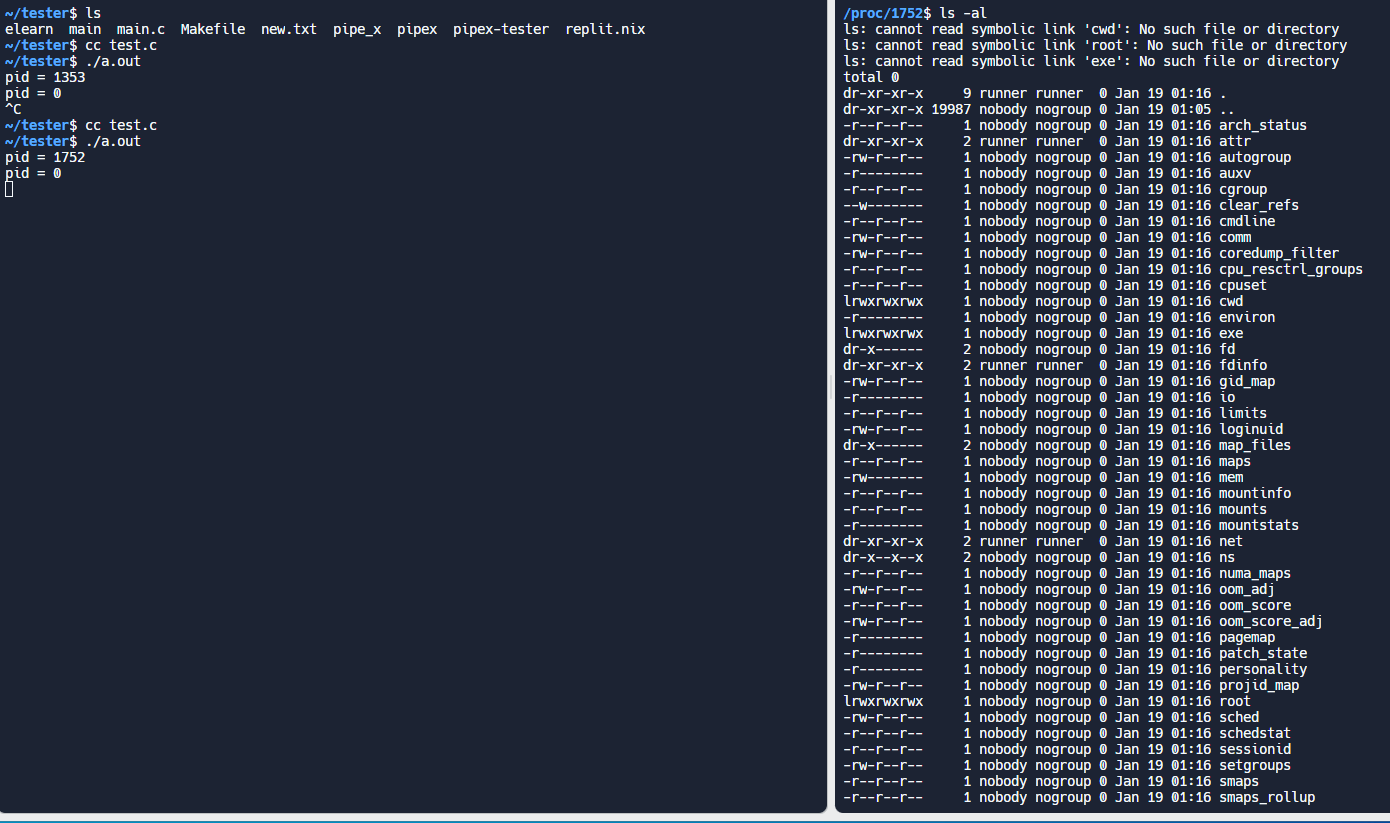 ~/tester$ ls
elearn  main  main.c  Makefile  new.txt  pipe_x  pipex  pipex-tester  replit.nix
~/tester$ cc test.c
~/tester$ ./a.out
pid = 1353
pid = 0
^C
~/tester$ cc test.c
~/tester$ ./a.out
pid = 1752
pid = 0
/proc/1752$ ls -al
ls: cannot read symbolic link 'cwd': No such file or directory
ls: cannot read symbolic link 'root': No such file or directory
ls: cannot read symbolic link 'exe': No such file or directory
total 0
dr-xr-xr-x     9 runner runner  0 Jan 19 01:16 .
dr-xr-xr-x 19987 nobody nogroup 0 Jan 19 01:05 ..
-r--r--r--     1 nobody nogroup 0 Jan 19 01:16 arch_status
dr-xr-xr-x     2 runner runner  0 Jan 19 01:16 attr
-rw-r--r--     1 nobody nogroup 0 Jan 19 01:16 autogroup
-r--------     1 nobody nogroup 0 Jan 19 01:16 auxv
-r--r--r--     1 nobody nogroup 0 Jan 19 01:16 cgroup
--w-------     1 nobody nogroup 0 Jan 19 01:16 clear_refs
-r--r--r--     1 nobody nogroup 0 Jan 19 01:16 cmdline
-rw-r--r--     1 nobody nogroup 0 Jan 19 01:16 comm
-rw-r--r--     1 nobody nogroup 0 Jan 19 01:16 coredump_filter
-r--r--r--     1 nobody nogroup 0 Jan 19 01:16 cpu_resctrl_groups
-r--r--r--     1 nobody nogroup 0 Jan 19 01:16 cpuset
lrwxrwxrwx     1 nobody nogroup 0 Jan 19 01:16 cwd
-r--------     1 nobody nogroup 0 Jan 19 01:16 environ
lrwxrwxrwx     1 nobody nogroup 0 Jan 19 01:16 exe
dr-x------     2 nobody nogroup 0 Jan 19 01:16 fd
dr-xr-xr-x     2 runner runner  0 Jan 19 01:16 fdinfo
-rw-r--r--     1 nobody nogroup 0 Jan 19 01:16 gid_map
-r--------     1 nobody nogroup 0 Jan 19 01:16 io
-r--r--r--     1 nobody nogroup 0 Jan 19 01:16 limits
-rw-r--r--     1 nobody nogroup 0 Jan 19 01:16 loginuid
dr-x------     2 nobody nogroup 0 Jan 19 01:16 map_files
-r--r--r--     1 nobody nogroup 0 Jan 19 01:16 maps
-rw-------     1 nobody nogroup 0 Jan 19 01:16 mem
-r--r--r--     1 nobody nogroup 0 Jan 19 01:16 mountinfo
-r--r--r--     1 nobody nogroup 0 Jan 19 01:16 mounts
-r--------     1 nobody nogroup 0 Jan 19 01:16 mountstats
dr-xr-xr-x     2 runner runner  0 Jan 19 01:16 net
dr-x--x--x     2 nobody nogroup 0 Jan 19 01:16 ns
-r--r--r--     1 nobody nogroup 0 Jan 19 01:16 numa_maps
-rw-r--r--     1 nobody nogroup 0 Jan 19 01:16 oom_adj
-r--r--r--     1 nobody nogroup 0 Jan 19 01:16 oom_score
-rw-r--r--     1 nobody nogroup 0 Jan 19 01:16 oom_score_adj
-r--------     1 nobody nogroup 0 Jan 19 01:16 pagemap
-r--------     1 nobody nogroup 0 Jan 19 01:16 patch_state
-r--------     1 nobody nogroup 0 Jan 19 01:16 personality
-rw-r--r--     1 nobody nogroup 0 Jan 19 01:16 projid_map
lrwxrwxrwx     1 nobody nogroup 0 Jan 19 01:16 root
-rw-r--r--     1 nobody nogroup 0 Jan 19 01:16 sched
-r--r--r--     1 nobody nogroup 0 Jan 19 01:16 schedstat
-r--r--r--     1 nobody nogroup 0 Jan 19 01:16 sessionid
-rw-r--r--     1 nobody nogroup 0 Jan 19 01:16 setgroups
-r--r--r--     1 nobody nogroup 0 Jan 19 01:16 smaps
-r--r--r--     1 nobody nogroup 0 Jan 19 01:16 smaps_rollup